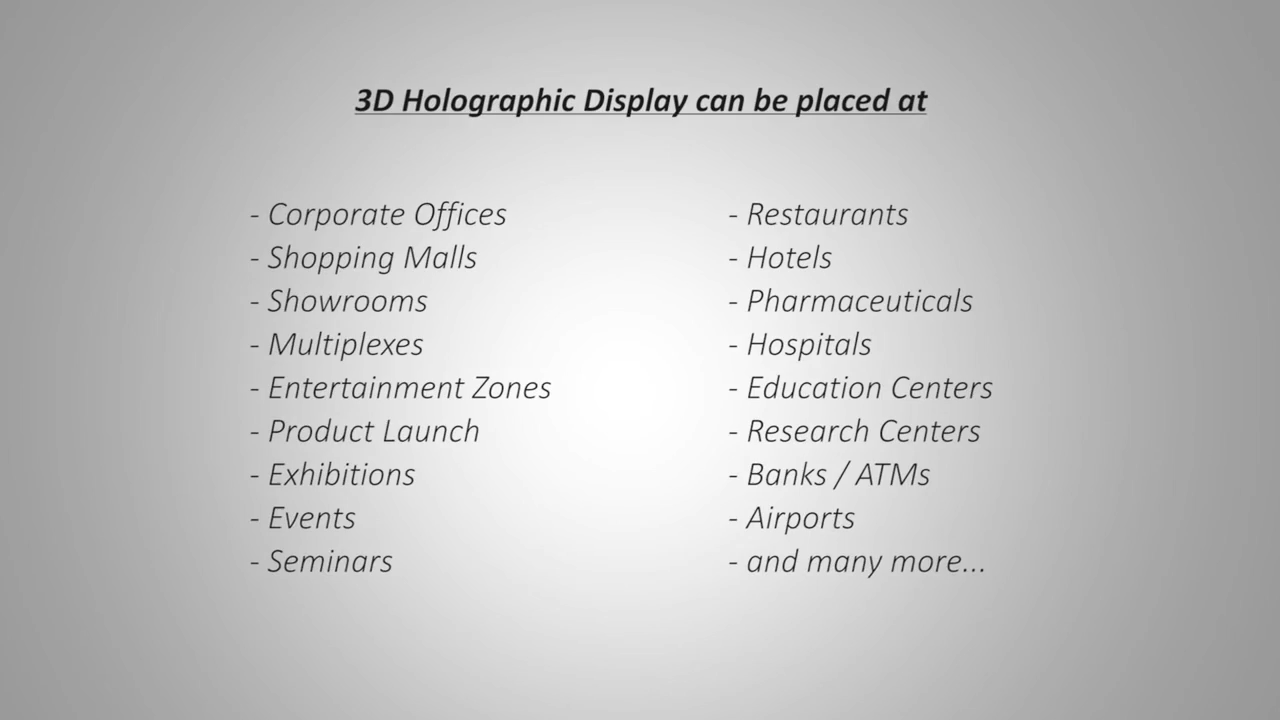 3D Holographic Display can be placed at
- Corporate Offices
- Shopping Malls
- Showrooms
- Multiplexes
- Entertainment Zones
- Product Launch
- Exhibitions
- Events
- Seminars
- Restaurants
- Hotels
- Pharmaceuticals
- Hospitals
- Education Centers
- Research Centers
- Banks / ATMs
- Airports
- and many more...